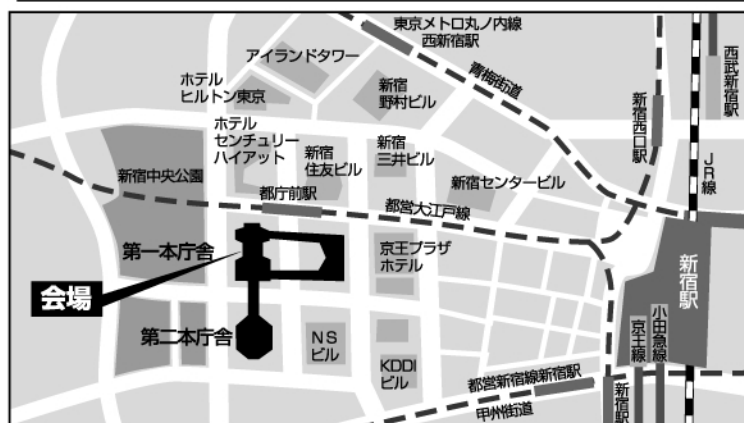 東京メトロ丸ノ内線
西新宿駅
アイランドタワー
青梅街道
西武新宿駅
ホテル
ヒルトン東京
新宿
野村ビル
新宿西口駅
ホテル
センチュリー
ハイアット
新宿
住友ビル
新宿
三井ビル
JR線
新宿中央公園
新宿センタービル
都庁前駅
都営大江戸線
第一本庁舎
京王プラザ
ホテル
新宿駅
会場
第二本庁舎
NS
ビル
KDDI
ビル
小田急線
京王線
都営新宿線新宿駅
甲州街道
新宿駅